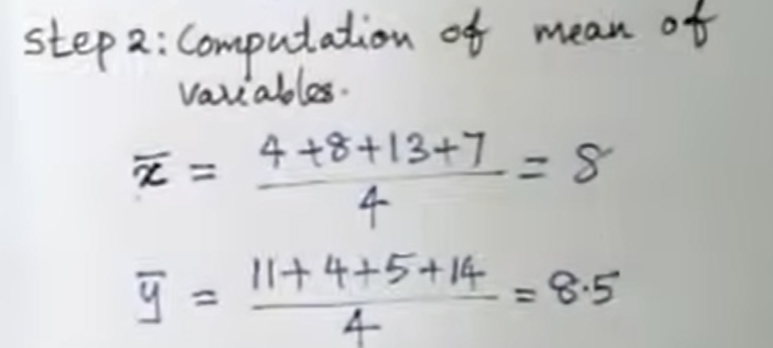 Step 2: Computation of mean of
variables.
x̄ = (4+8+13+7)/4 = 8
ȳ = (11+4+5+14)/4 = 8.5